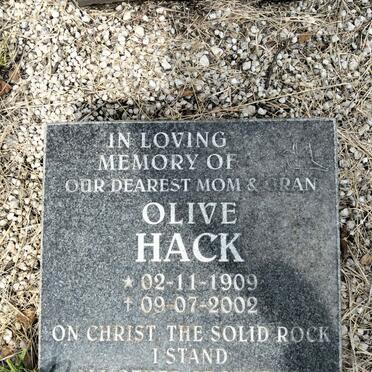 IN LOVING
MEMORY OF
OUR DEAREST MOM & GRAN
OLIVE
HACK
★ 02-11-1909
† 09-07-2002
ON CHRIST THE SOLID ROCK
I STAND